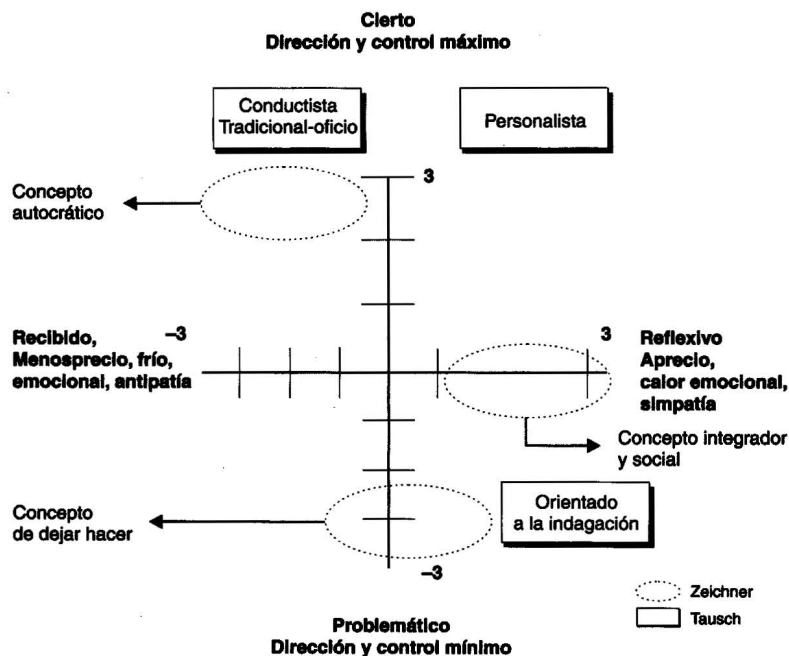 Cierto
Dirección y control máximo
Conductista
Tradicional-oficio
Personalista
3
Concepto
autocrático
Recibido,
Menosprecio, frío,
emocional, antipatía
–3
3
Reflexivo
Aprecio,
calor emocional,
simpatía
Concepto integrador
y social
Concepto
de dejar hacer
Orientado
a la indagación
–3
Zeichner
Tausch
Problemático
Dirección y control mínimo